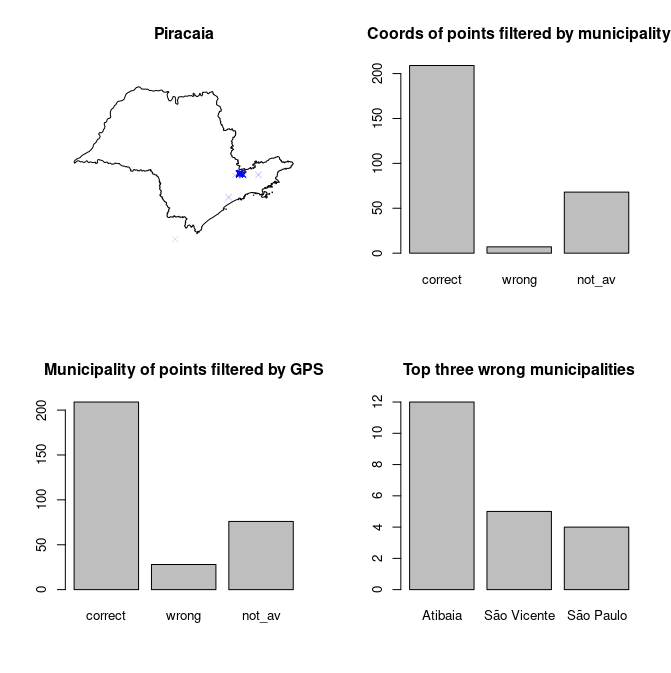 Piracaia
Coords of points filtered by municipality
200
150
100
50
0
correct wrong not_av
Municipality of points filtered by GPS
200
150
100
50
0
correct wrong not_av
Top three wrong municipalities
12
10
8
6
4
2
0
Atibaia São Vicente São Paulo